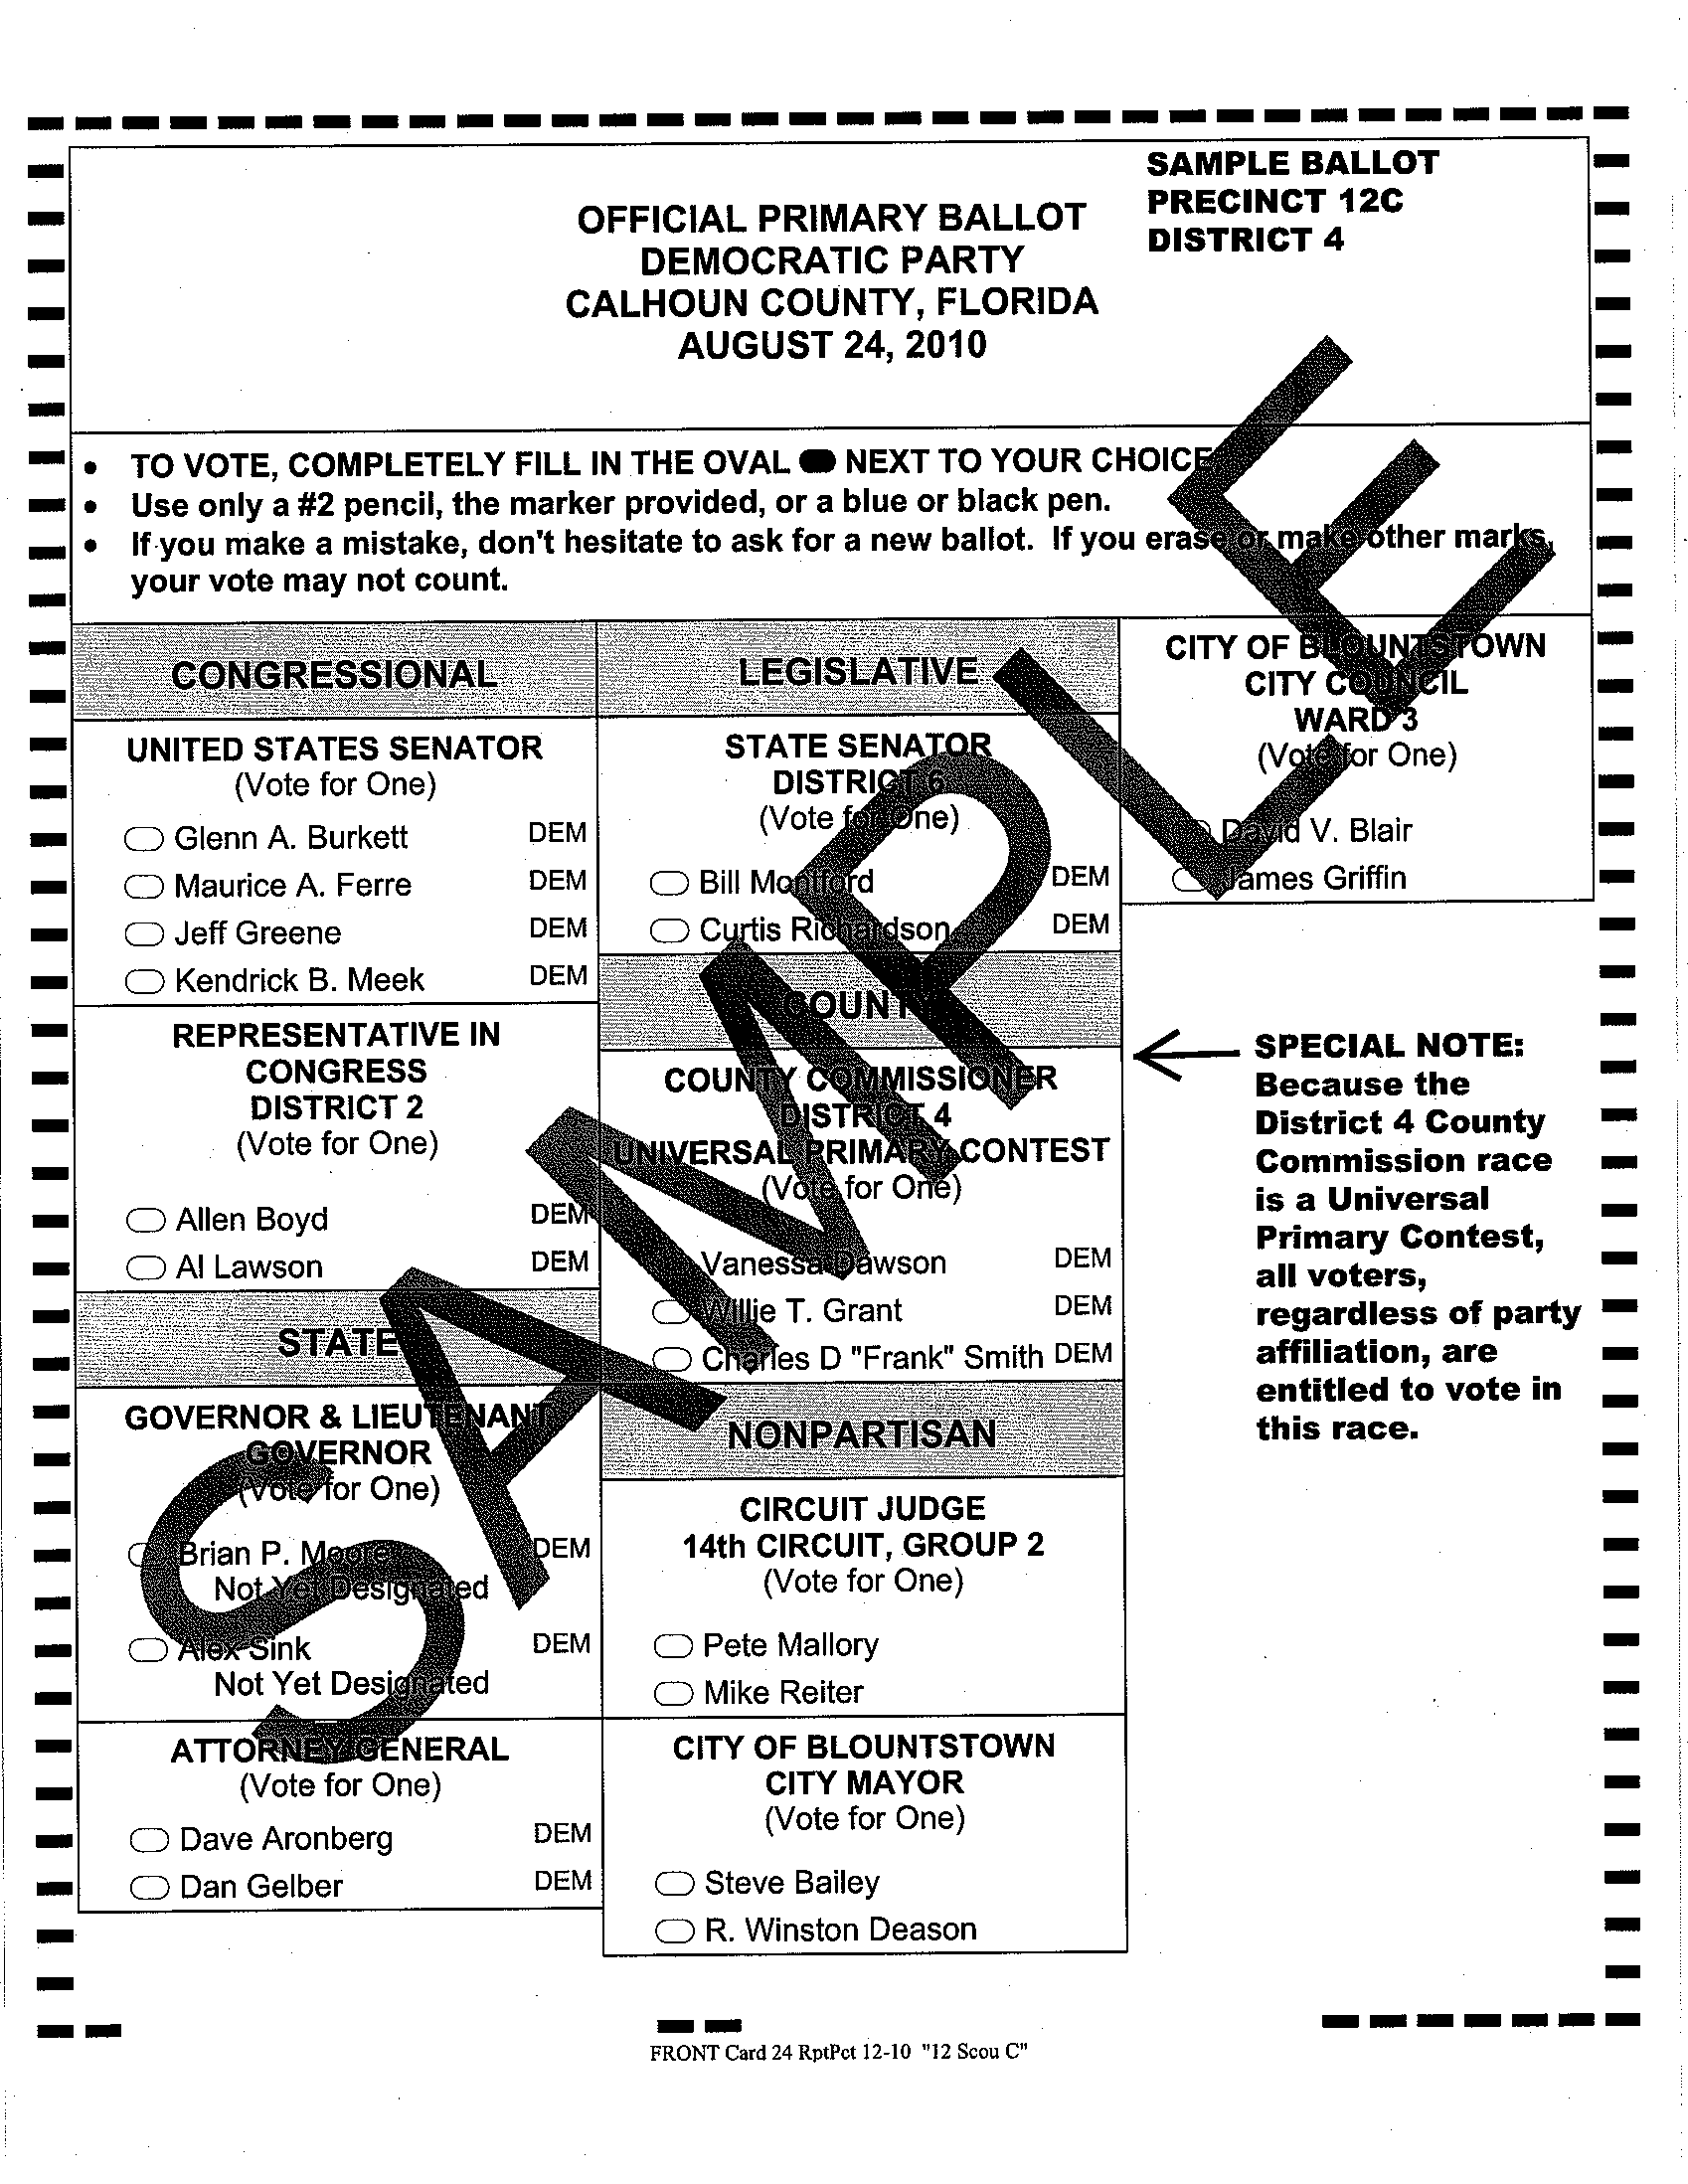 SAMPLE BALLOT
PRECINCT 12C
DISTRICT 4
OFFICIAL PRIMARY BALLOT
DEMOCRATIC PARTY
CALHOUN COUNTY, FLORIDA
AUGUST 24, 2010
• TO VOTE, COMPLETELY FILL IN THE OVAL NEXT TO YOUR CHOICE
• Use only a #2 pencil, the marker provided, or a blue or black pen.
• If you make a mistake, don't hesitate to ask for a new ballot. If you erase or make other marks,
your vote may not count.
CONGRESSIONAL
UNITED STATES SENATOR
(Vote for One)
Glenn A. Burkett DEM
Maurice A. Ferre DEM
Jeff Greene DEM
Kendrick B. Meek DEM
REPRESENTATIVE IN
CONGRESS
DISTRICT 2
(Vote for One)
Allen Boyd DEM
Al Lawson DEM
STATE
GOVERNOR & LIEUTENANT
GOVERNOR
(Vote for One)
Brian P. Moore DEM
Not Yet Designated
Alex Sink DEM
Not Yet Designated
ATTORNEY GENERAL
(Vote for One)
Dave Aronberg DEM
Dan Gelber DEM
LEGISLATIVE
STATE SENATOR
DISTRICT 6
(Vote for One)
Bill Montford DEM
Curtis Richardson DEM
COUNTY
COUNTY COMMISSIONER
DISTRICT 4
UNIVERSAL PRIMARY CONTEST
(Vote for One)
Vanessa Dawson DEM
Willie T. Grant DEM
Charles D "Frank" Smith DEM
NONPARTISAN
CIRCUIT JUDGE
14th CIRCUIT, GROUP 2
(Vote for One)
Pete Mallory
Mike Reiter
CITY OF BLOUNTSTOWN
CITY MAYOR
(Vote for One)
Steve Bailey
R. Winston Deason
CITY OF BLOUNTSTOWN
CITY COUNCIL
WARD 3
(Vote for One)
David V. Blair
James Griffin
SPECIAL NOTE:
Because the
District 4 County
Commission race
is a Universal
Primary Contest,
all voters,
regardless of party
affiliation, are
entitled to vote in
this race.
SAMPLE
FRONT Card 24 RptPct 12-10 "12 Scou C"